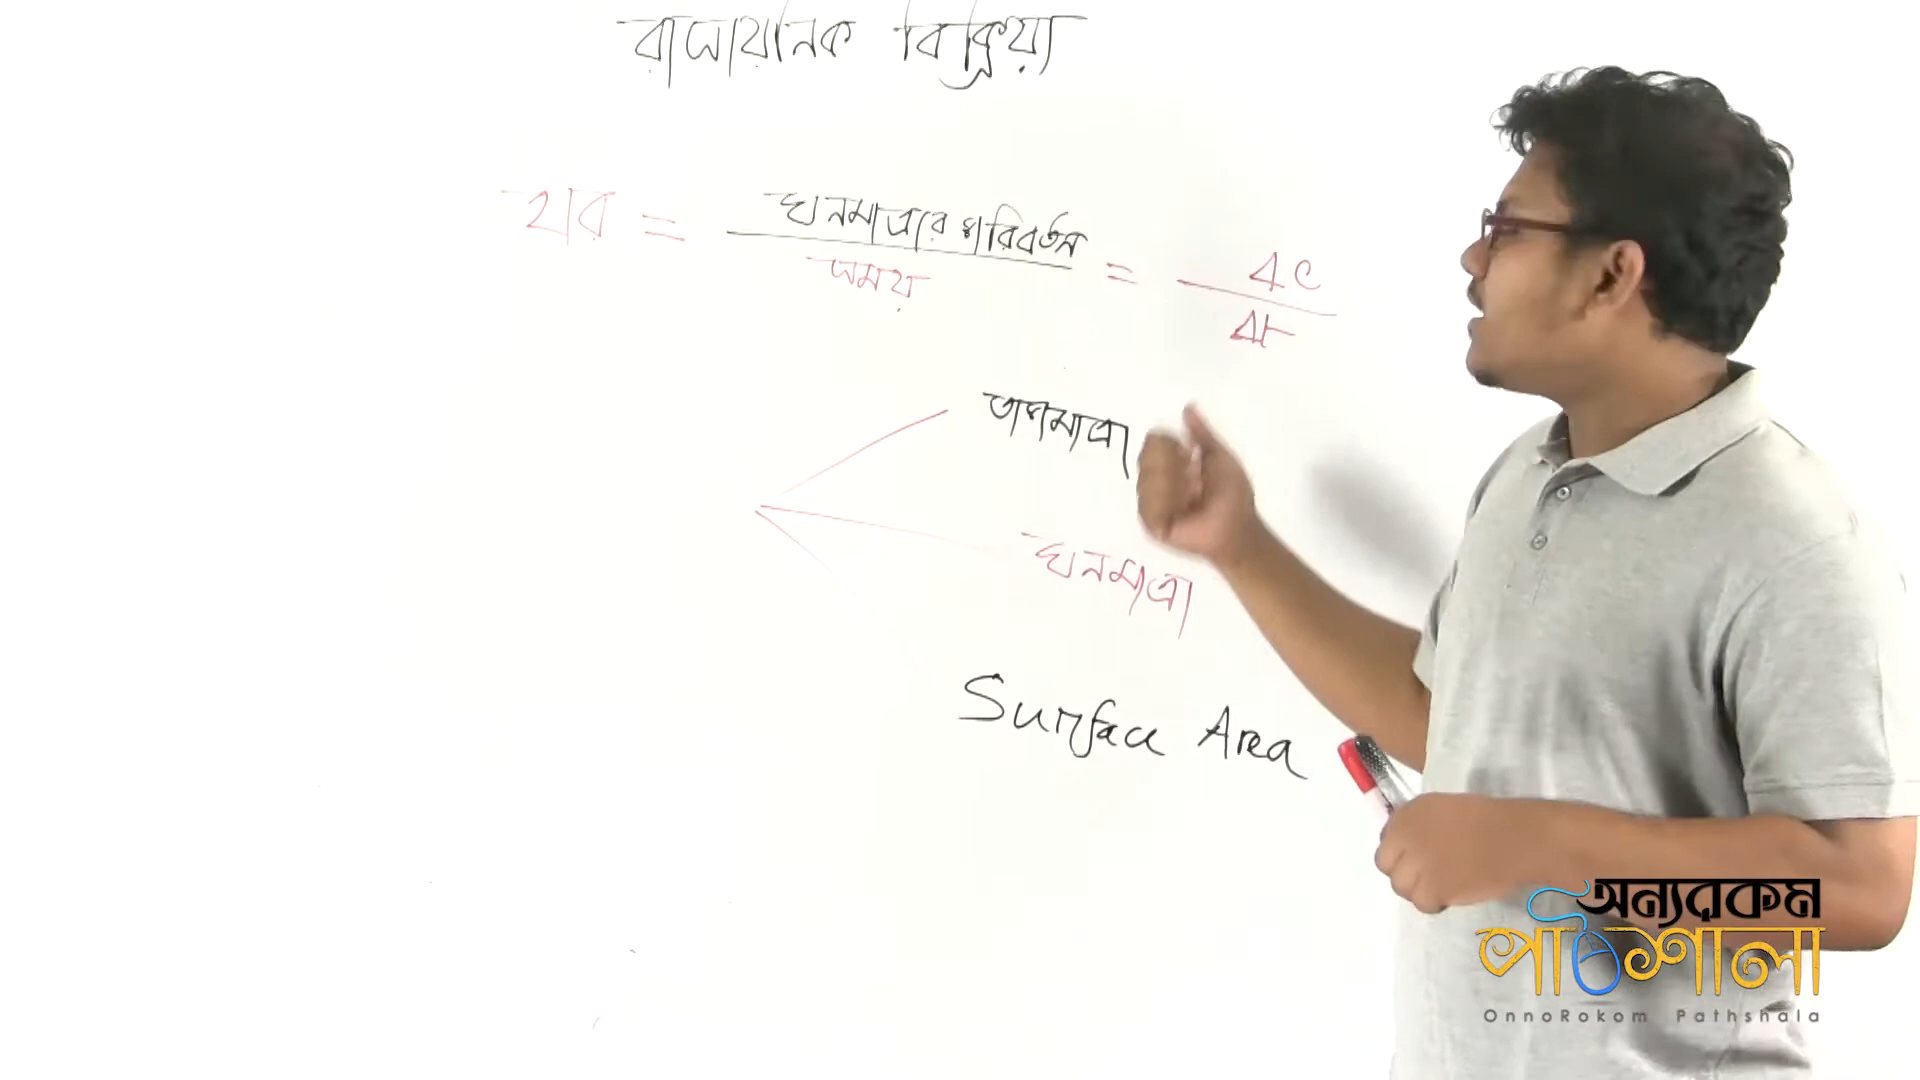 রাসায়নিক বিক্রিয়া
হার = ঘনমাত্রার পরিবর্তন / সময় = ΔC / Δt
তাপমাত্রা
ঘনমাত্রা
Surface Area
অন্যরকম
পাঠশালা
OnnoRokom Pathshala